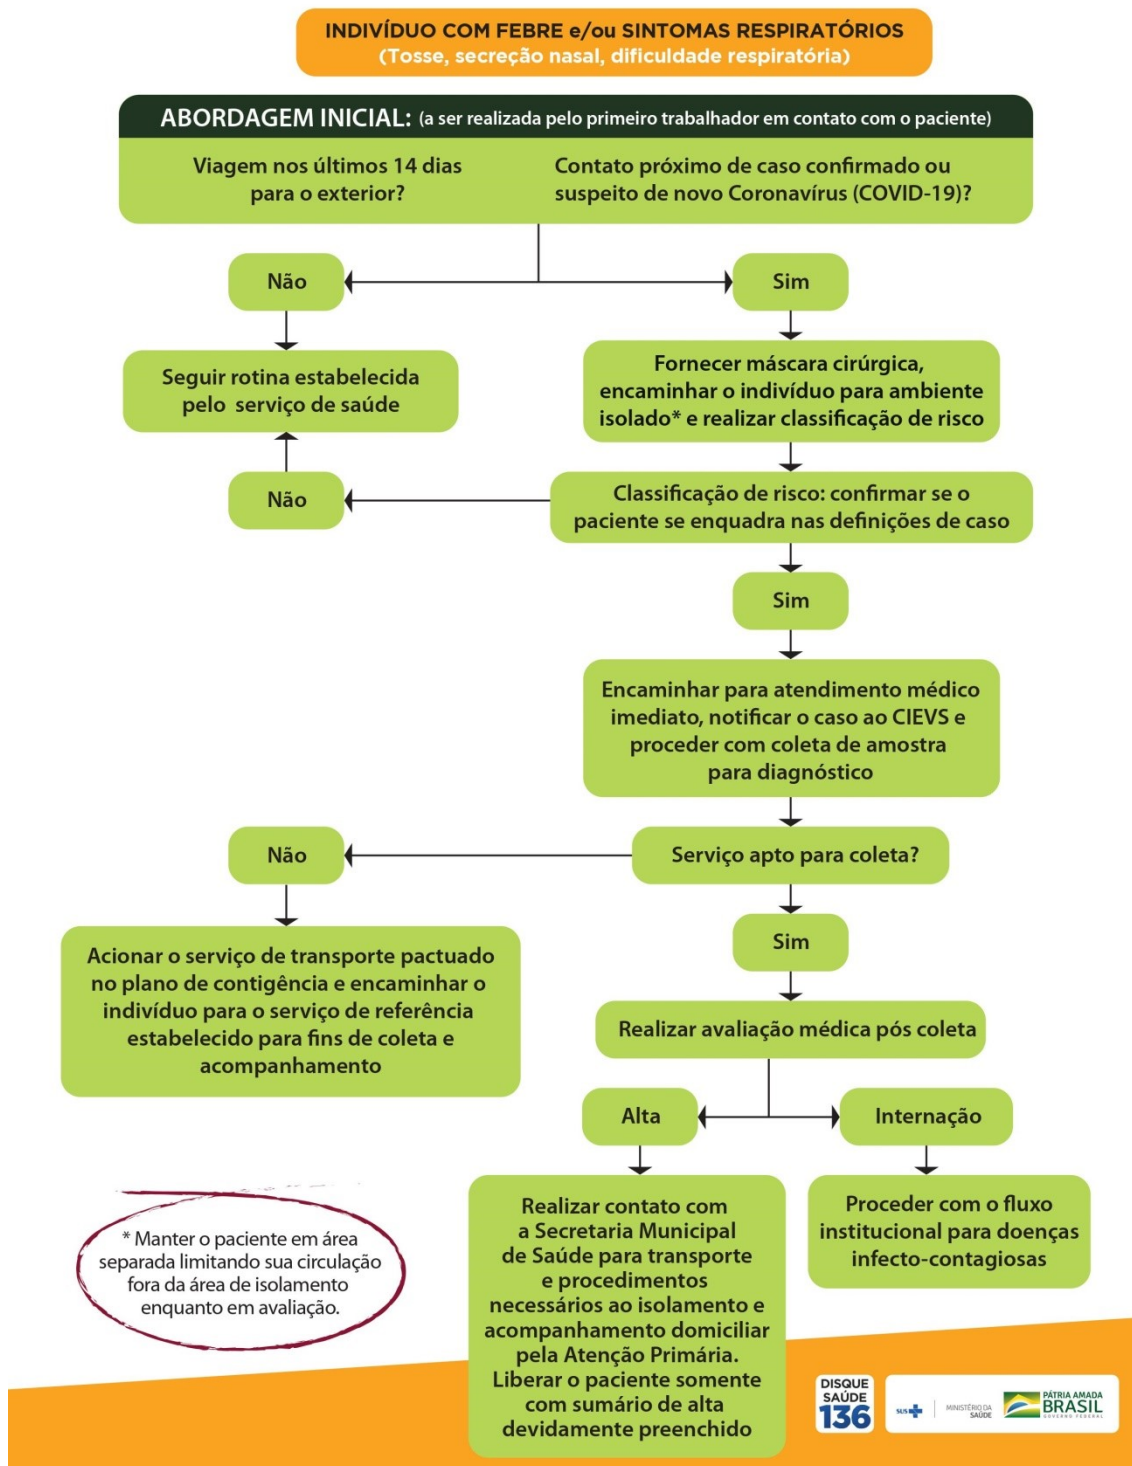 INDIVÍDUO COM FEBRE e/ou SINTOMAS RESPIRATÓRIOS
(Tosse, secreção nasal, dificuldade respiratória)
ABORDAGEM INICIAL: (a ser realizada pelo primeiro trabalhador em contato com o paciente)
Viagem nos últimos 14 dias
para o exterior?
Contato próximo de caso confirmado ou
suspeito de novo Coronavírus (COVID-19)?
Não
Sim
Seguir rotina estabelecida
pelo serviço de saúde
Fornecer máscara cirúrgica,
encaminhar o indivíduo para ambiente
isolado* e realizar classificação de risco
Não
Classificação de risco: confirmar se o
paciente se enquadra nas definições de caso
Sim
Encaminhar para atendimento médico
imediato, notificar o caso ao CIEVS e
proceder com coleta de amostra
para diagnóstico
Não
Serviço apto para coleta?
Acionar o serviço de transporte pactuado
no plano de contigência e encaminhar o
indivíduo para o serviço de referência
estabelecido para fins de coleta e
acompanhamento
Sim
Realizar avaliação médica pós coleta
Alta
Internação
Realizar contato com
a Secretaria Municipal
de Saúde para transporte
e procedimentos
necessários ao isolamento e
acompanhamento domiciliar
pela Atenção Primária.
Liberar o paciente somente
com sumário de alta
devidamente preenchido
Proceder com o fluxo
institucional para doenças
infecto-contagiosas
* Manter o paciente em área
separada limitando sua circulação
fora da área de isolamento
enquanto em avaliação.
DISQUE
SAÚDE
136
SUS
MINISTÉRIO DA
SAÚDE
PÁTRIA AMADA
BRASIL
GOVERNO FEDERAL